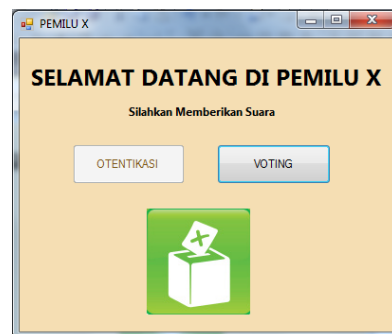 PEMILU X
SELAMAT DATANG DI PEMILU X
Silahkan Memberikan Suara
OTENTIKASI
VOTING